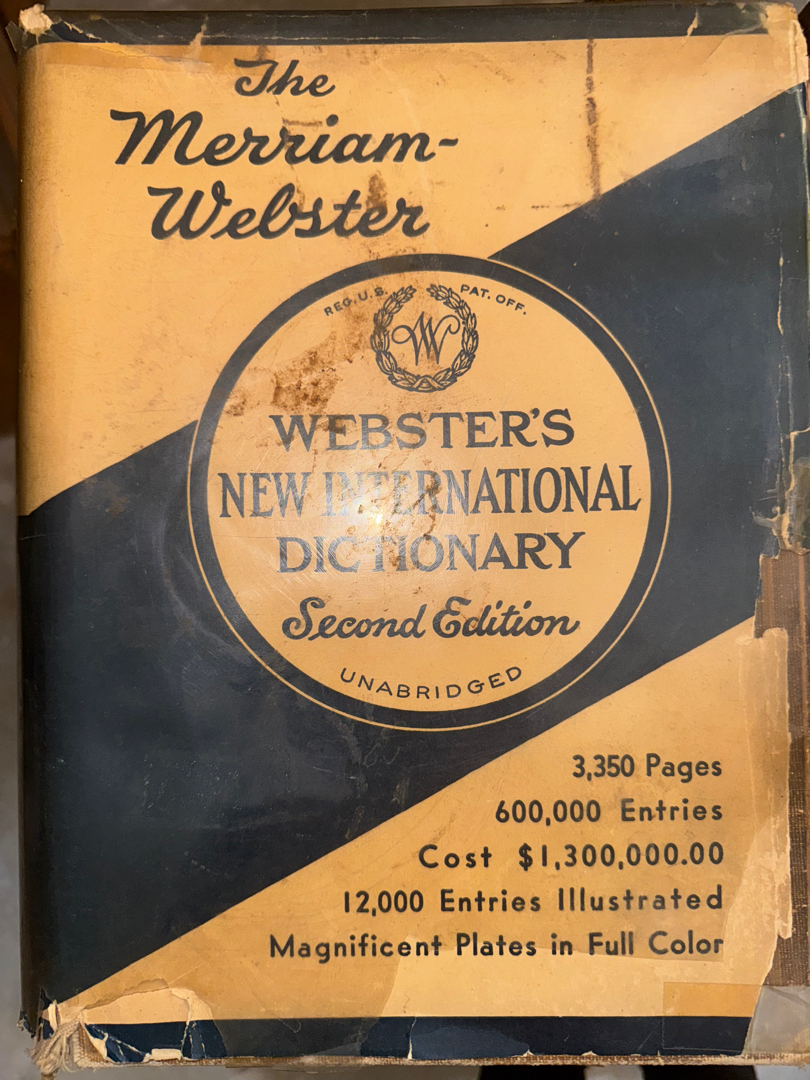 The
Merriam-
Webster
REG. U.S. PAT. OFF.
W
WEBSTER'S
NEW INTERNATIONAL
DICTIONARY
Second Edition
UNABRIDGED
3,350 Pages
600,000 Entries
Cost $1,300,000.00
12,000 Entries Illustrated
Magnificent Plates in Full Color